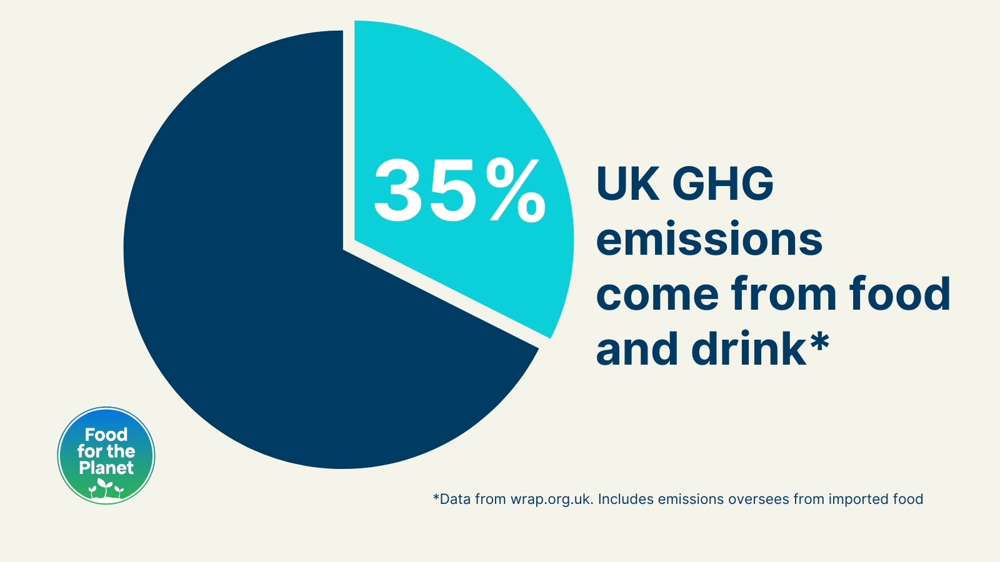 35%
UK GHG
emissions
come from food
and drink*
Food
for the
Planet
*Data from wrap.org.uk. Includes emissions oversees from imported food